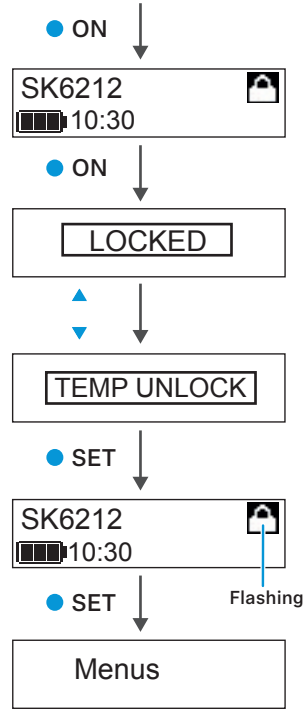 ON
SK6212
10:30
ON
LOCKED
TEMP UNLOCK
SET
SK6212
10:30
SET
Flashing
Menus